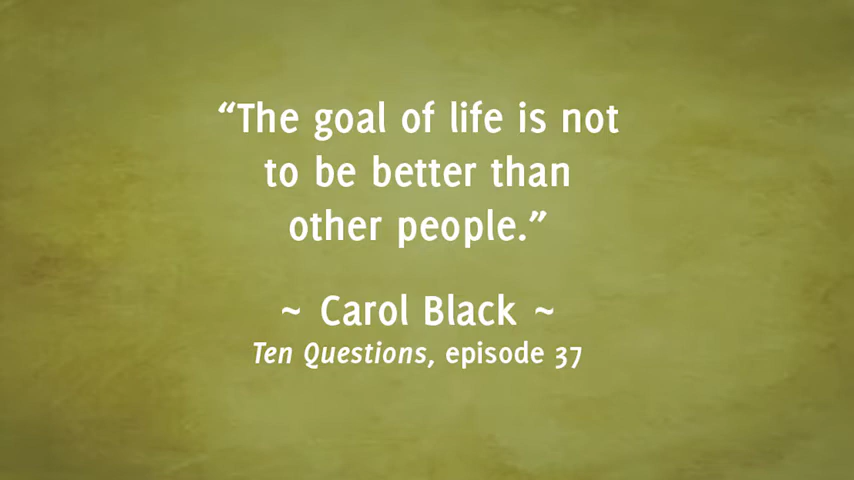 “The goal of life is not
to be better than
other people.”
~ Carol Black ~
Ten Questions, episode 37